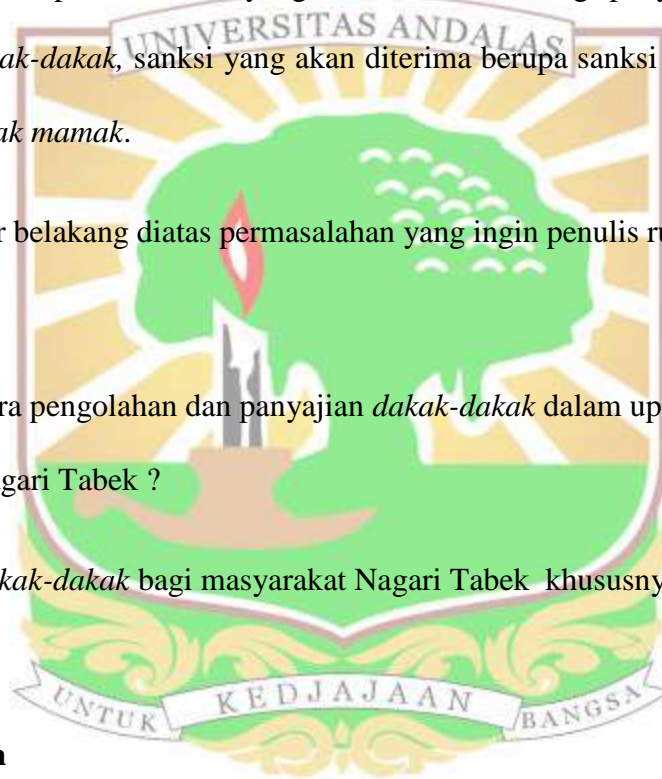 UNIVERSITAS ANDALAS
ak-dakak, sanksi yang akan diterima berupa sanksi
ak mamak.
r belakang diatas permasalahan yang ingin penulis ru
ra pengolahan dan panyajian dakak-dakak dalam up
gari Tabek ?
kak-dakak bagi masyarakat Nagari Tabek khususny
UNTUK KEDJAJAAN BANGSA
n